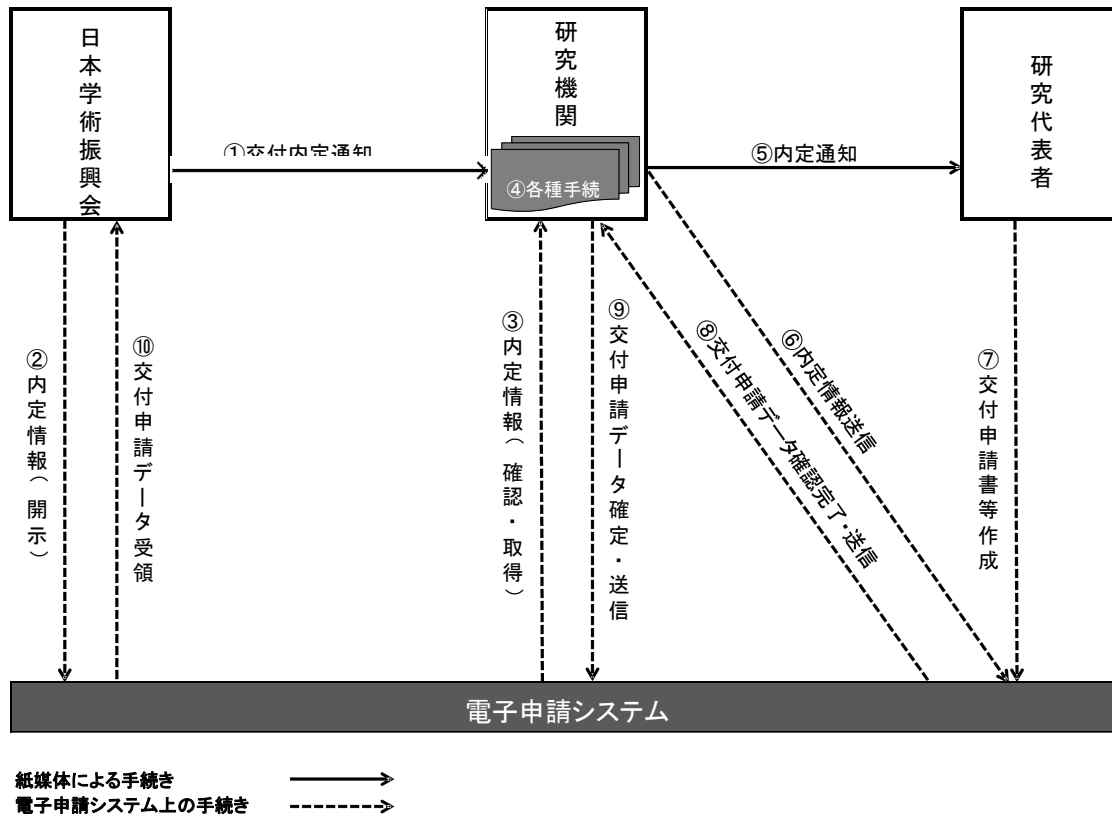 日本学術振興会
研究機関
研究代表者
①交付内定通知
④各種手続
⑤内定通知
②内定情報(開示)
⑩交付申請データ受領
③内定情報(確認・取得)
⑨交付申請データ確定・送信
⑧交付申請データ確認完了・送信
⑥内定情報送信
⑦交付申請書等作成
電子申請システム
紙媒体による手続き
電子申請システム上の手続き